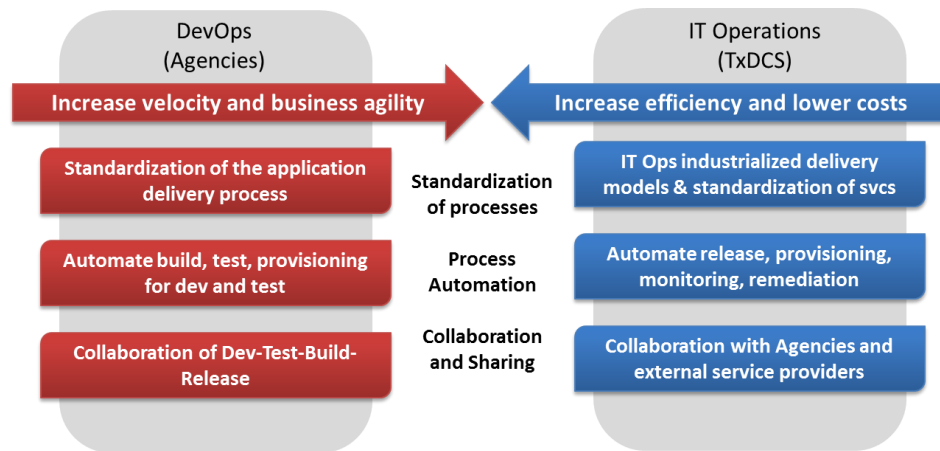 DevOps
(Agencies)
IT Operations
(TxDCS)
Increase velocity and business agility
Increase efficiency and lower costs
Standardization of the application
delivery process
Standardization
of processes
IT Ops industrialized delivery
models & standardization of svcs
Automate build, test, provisioning
for dev and test
Process
Automation
Automate release, provisioning,
monitoring, remediation
Collaboration of Dev-Test-Build-
Release
Collaboration
and Sharing
Collaboration with Agencies and
external service providers